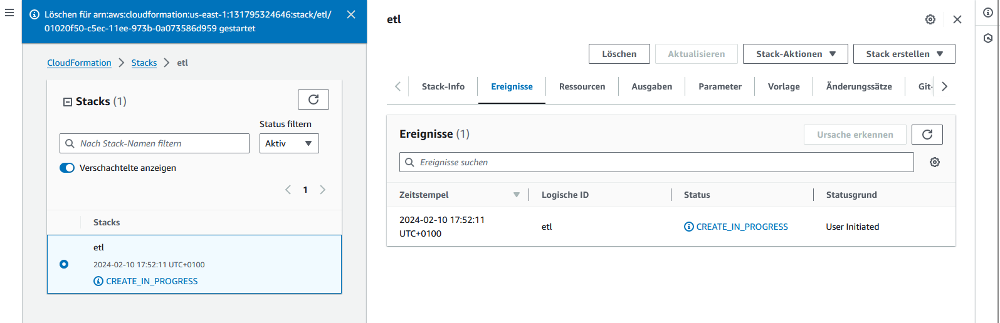 Löschen für arn:aws:cloudformation:us-east-1:131795324646:stack/etl/
01020f50-c5ec-11ee-973b-0a073586d959 gestartet
CloudFormation
Stacks
etl
Stacks (1)
Status filtern
Nach Stack-Namen filtern
Aktiv
Verschachtelte anzeigen
1
Stacks
etl
2024-02-10 17:52:11 UTC+0100
CREATE_IN_PROGRESS
etl
Löschen
Aktualisieren
Stack-Aktionen
Stack erstellen
Stack-Info
Ereignisse
Ressourcen
Ausgaben
Parameter
Vorlage
Änderungssätze
Git-
Ereignisse (1)
Ursache erkennen
Ereignisse suchen
Zeitstempel
Logische ID
Status
Statusgrund
2024-02-10 17:52:11
UTC+0100
etl
CREATE_IN_PROGRESS
User Initiated